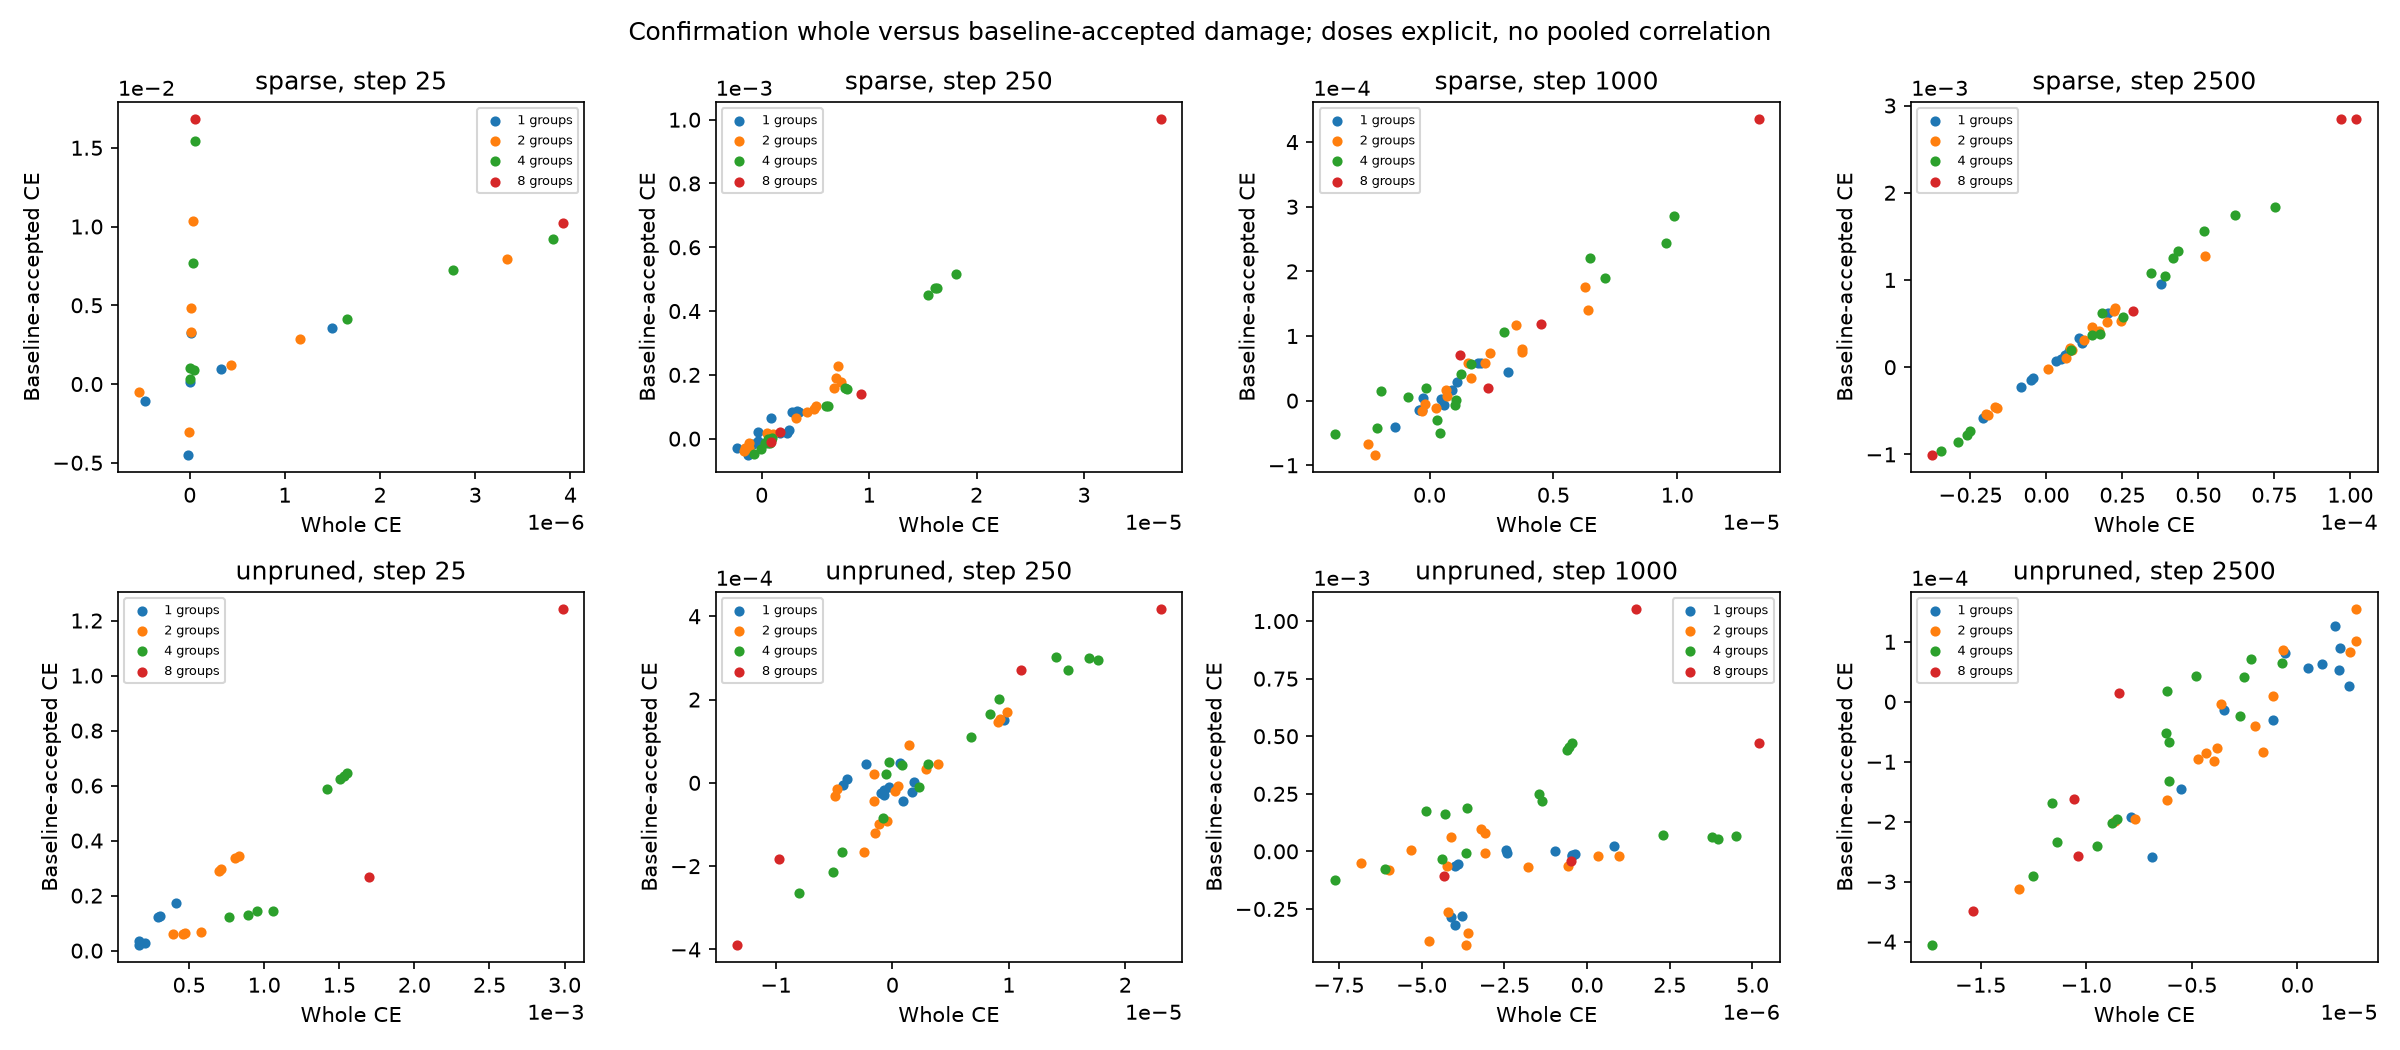 Confirmation whole versus baseline-accepted damage; doses explicit, no pooled correlation
sparse, step 25
1e−2
1.5
1.0
0.5
0.0
−0.5
Baseline-accepted CE
1 groups
2 groups
4 groups
8 groups
0
1
2
3
4
Whole CE
1e−6
sparse, step 250
1e−3
1.0
0.8
0.6
0.4
0.2
0.0
Baseline-accepted CE
1 groups
2 groups
4 groups
8 groups
0
1
2
3
Whole CE
1e−5
sparse, step 1000
1e−4
4
3
2
1
0
−1
Baseline-accepted CE
1 groups
2 groups
4 groups
8 groups
0.0
0.5
1.0
Whole CE
1e−5
sparse, step 2500
1e−3
3
2
1
0
−1
Baseline-accepted CE
1 groups
2 groups
4 groups
8 groups
−0.25
0.00
0.25
0.50
0.75
1.00
Whole CE
1e−4
unpruned, step 25
1.2
1.0
0.8
0.6
0.4
0.2
0.0
Baseline-accepted CE
1 groups
2 groups
4 groups
8 groups
0.5
1.0
1.5
2.0
2.5
3.0
Whole CE
1e−3
unpruned, step 250
1e−4
4
2
0
−2
−4
Baseline-accepted CE
1 groups
2 groups
4 groups
8 groups
−1
0
1
2
Whole CE
1e−5
unpruned, step 1000
1e−3
1.00
0.75
0.50
0.25
0.00
−0.25
Baseline-accepted CE
1 groups
2 groups
4 groups
8 groups
−7.5
−5.0
−2.5
0.0
2.5
5.0
Whole CE
1e−6
unpruned, step 2500
1e−4
1
0
−1
−2
−3
−4
Baseline-accepted CE
1 groups
2 groups
4 groups
8 groups
−1.5
−1.0
−0.5
0.0
Whole CE
1e−5